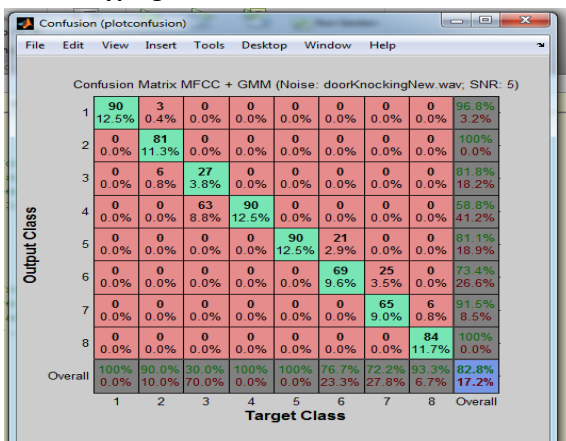 Confusion (plotconfusion)
File Edit View Insert Tools Desktop Window Help
Confusion Matrix MFCC + GMM (Noise: doorKnockingNew.wav; SNR: 5)
1 90 3 0 0 0 0 0 0 96.8%
12.5% 0.4% 0.0% 0.0% 0.0% 0.0% 0.0% 0.0% 3.2%
2 0 81 0 0 0 0 0 0 100%
0.0% 11.3% 0.0% 0.0% 0.0% 0.0% 0.0% 0.0% 0.0%
3 0 6 27 0 0 0 0 0 81.8%
0.0% 0.8% 3.8% 0.0% 0.0% 0.0% 0.0% 0.0% 18.2%
4 0 0 63 90 0 0 0 0 58.8%
0.0% 0.0% 8.8% 12.5% 0.0% 0.0% 0.0% 0.0% 41.2%
5 0 0 0 0 90 21 0 0 81.1%
0.0% 0.0% 0.0% 0.0% 12.5% 2.9% 0.0% 0.0% 18.9%
6 0 0 0 0 0 69 25 0 73.4%
0.0% 0.0% 0.0% 0.0% 0.0% 9.6% 3.5% 0.0% 26.6%
7 0 0 0 0 0 0 65 6 91.5%
0.0% 0.0% 0.0% 0.0% 0.0% 0.0% 9.0% 0.8% 8.5%
8 0 0 0 0 0 0 0 84 100%
0.0% 0.0% 0.0% 0.0% 0.0% 0.0% 0.0% 11.7% 0.0%
Overall 100% 90.0% 30.0% 100% 100% 76.7% 72.2% 93.3% 82.8%
0.0% 10.0% 70.0% 0.0% 0.0% 23.3% 27.8% 6.7% 17.2%
1 2 3 4 5 6 7 8 Overall
Target Class
Output Class